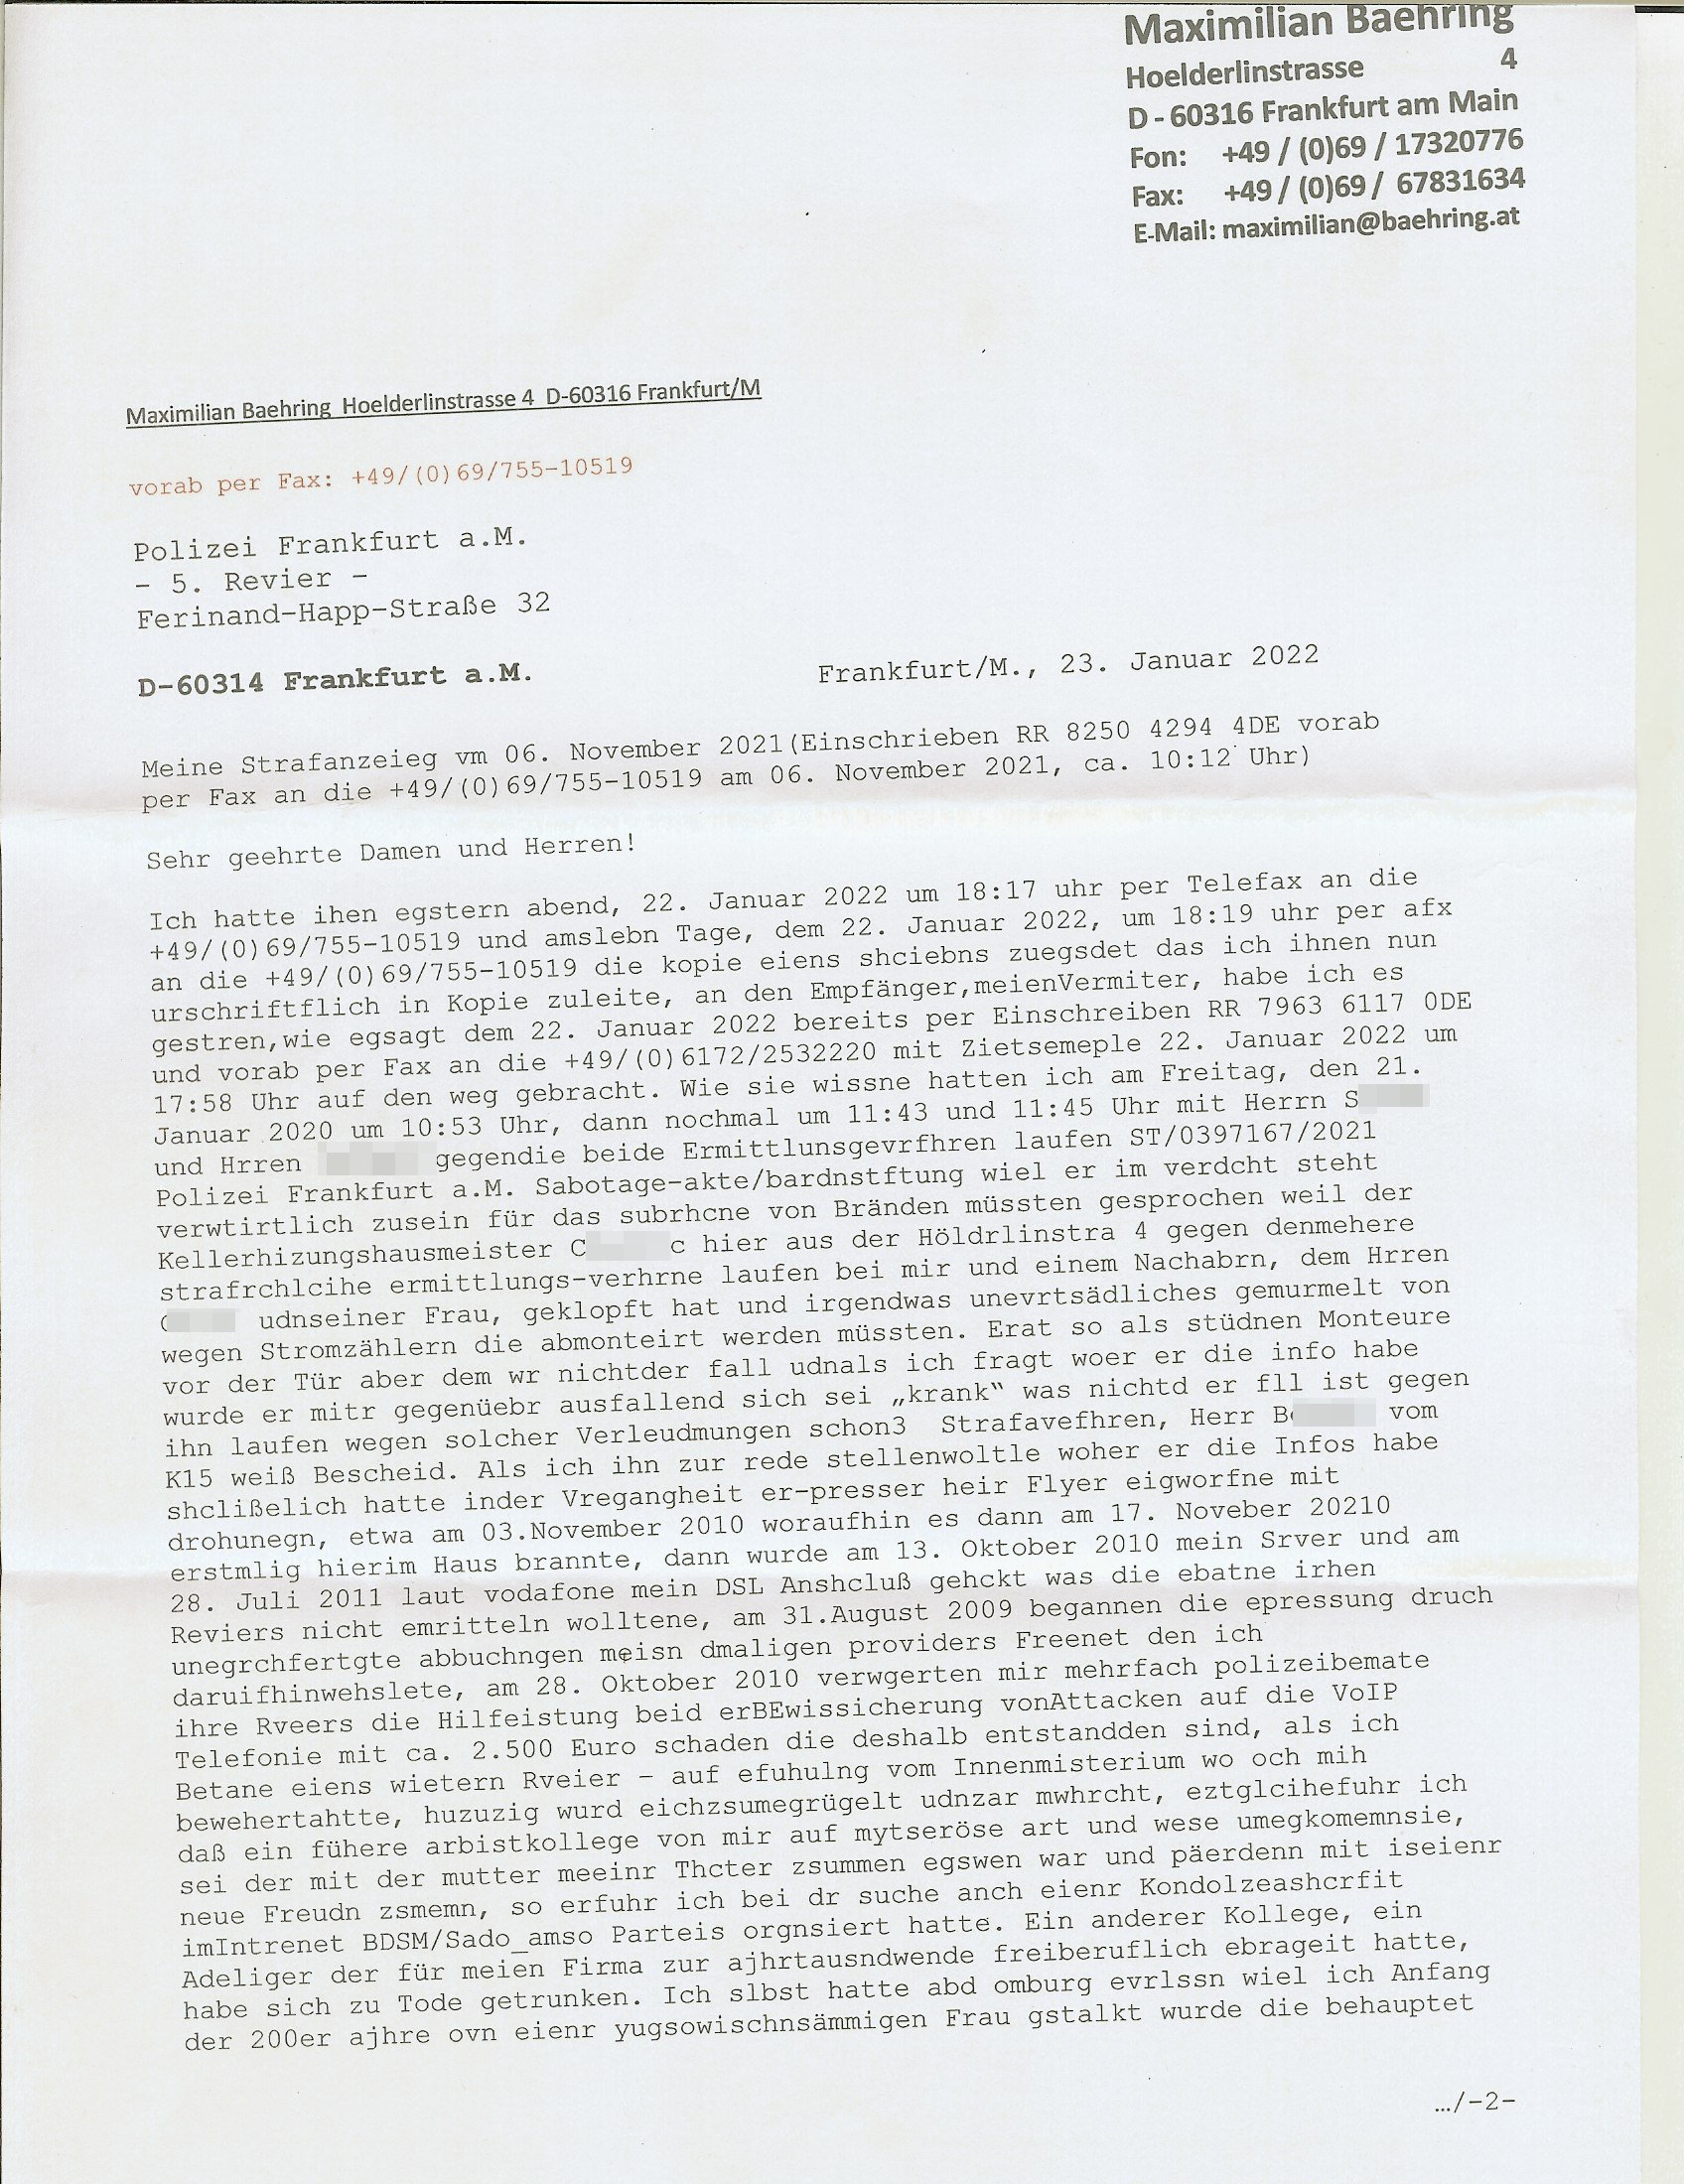 Maximilian Baehring
Hoelderlinstrasse 4
D - 60316 Frankfurt am Main
Fon: +49 / (0)69 / 17320776
Fax: +49 / (0)69 / 67831634
E-Mail: maximilian@baehring.at
Maximilian Baehring Hoelderlinstrasse 4 D-60316 Frankfurt/M
vorab per Fax: +49/(0)69/755-10519
Polizei Frankfurt a.M.
- 5. Revier -
Ferinand-Happ-Straße 32
D-60314 Frankfurt a.M.
Frankfurt/M., 23. Januar 2022
Meine Strafanzeieg vm 06. November 2021(Einschrieben RR 8250 4294 4DE vorab
per Fax an die +49/(0)69/755-10519 am 06. November 2021, ca. 10:12 Uhr)
Sehr geehrte Damen und Herren!
Ich hatte ihen egstern abend, 22. Januar 2022 um 18:17 uhr per Telefax an die
+49/(0)69/755-10519 und amslebn Tage, dem 22. Januar 2022, um 18:19 uhr per afx
an die +49/(0)69/755-10519 die kopie eiens shciebns zuegsdet das ich ihnen nun
urschriftflich in Kopie zuleite, an den Empfänger,meienVermiter, habe ich es
gestren,wie egsagt dem 22. Januar 2022 bereits per Einschreiben RR 7963 6117 0DE
und vorab per Fax an die +49/(0)6172/2532220 mit Zietsemeple 22. Januar 2022 um
17:58 Uhr auf den weg gebracht. Wie sie wissne hatten ich am Freitag, den 21.
Januar 2020 um 10:53 Uhr, dann nochmal um 11:43 und 11:45 Uhr mit Herrn S
und Hrren gegendie beide Ermittlunsgevrfhren laufen ST/0397167/2021
Polizei Frankfurt a.M. Sabotage-akte/bardnstftung wiel er im verdcht steht
verwtirtlich zusein für das subrhcne von Bränden müssten gesprochen weil der
Kellerhizungshausmeister C c hier aus der Höldrlinstra 4 gegen denmehere
strafrchlcihe ermittlungs-verhrne laufen bei mir und einem Nachabrn, dem Hrren
udnseiner Frau, geklopft hat und irgendwas unevrtsädliches gemurmelt von
wegen Stromzählern die abmonteirt werden müssten. Erat so als stüdnen Monteure
vor der Tür aber dem wr nichtder fall udnals ich fragt woer er die info habe
wurde er mitr gegenüebr ausfallend sich sei „krank“ was nichtd er fll ist gegen
ihn laufen wegen solcher Verleudmungen schon3 Strafavefhren, Herr B vom
K15 weiß Bescheid. Als ich ihn zur rede stellenwoltle woher er die Infos habe
shclißelich hatte inder Vregangheit er-presser heir Flyer eigworfne mit
drohunegn, etwa am 03.November 2010 woraufhin es dann am 17. Noveber 20210
erstmlig hierim Haus brannte, dann wurde am 13. Oktober 2010 mein Srver und am
28. Juli 2011 laut vodafone mein DSL Anshcluß gehckt was die ebatne irhen
Reviers nicht emritteln wolltene, am 31.August 2009 begannen die epressung druch
unegrchfertgte abbuchngen meisn dmaligen providers Freenet den ich
daruifhinwehslete, am 28. Oktober 2010 verwgerten mir mehrfach polizeibemate
ihre Rveers die Hilfeistung beid erBEwissicherung vonAttacken auf die VoIP
Telefonie mit ca. 2.500 Euro schaden die deshalb entstandden sind, als ich
Betane eiens wietern Rveier – auf efuhulng vom Innenmisterium wo och mih
bewehertahtte, huzuzig wurd eichzsumegrügelt udnzar mwhrcht, eztglcihefuhr ich
daß ein fühere arbistkollege von mir auf mytseröse art und wese umegkomemnsie,
sei der mit der mutter meeinr Thcter zsummen egswen war und päerdenn mit iseienr
neue Freudn zsmemn, so erfuhr ich bei dr suche anch eienr Kondolzeashcrfit
imIntrenet BDSM/Sado_amso Parteis orgnsiert hatte. Ein anderer Kollege, ein
Adeliger der für meien Firma zur ajhrtausndwende freiberuflich ebrageit hatte,
habe sich zu Tode getrunken. Ich slbst hatte abd omburg evrlssn wiel ich Anfang
der 200er ajhre ovn eienr yugsowischnsämmigen Frau gstalkt wurde die behauptet
…/-2-